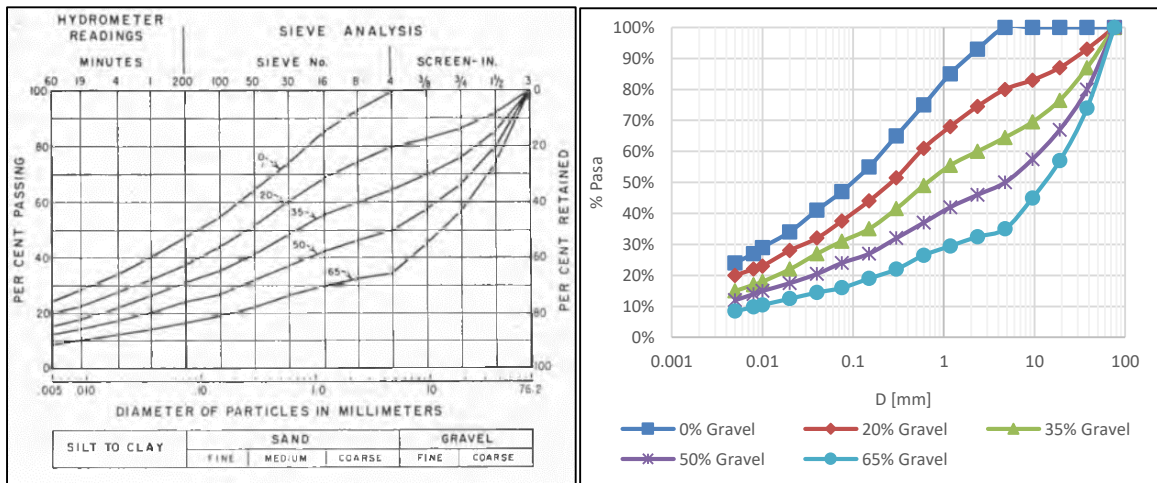 HYDROMETER
READINGS
SIEVE ANALYSIS
MINUTES
SIEVE No.
SCREEN-IN.
60 19 4 1 200 100 50 30 16 8 4 3/8 3/4 1½ 3
100
80
60
40
20
0
PER CENT PASSING
0
20
40
60
80
100
PER CENT RETAINED
0
20
35
50
65
.005 .010 .10 1.0 10 76.2
DIAMETER OF PARTICLES IN MILLIMETERS
SILT TO CLAY
SAND
GRAVEL
FINE MEDIUM COARSE FINE COARSE
100%
90%
80%
70%
60%
50%
40%
30%
20%
10%
0%
% Pasa
0.001 0.01 0.1 1 10 100
D [mm]
0% Gravel 20% Gravel 35% Gravel
50% Gravel 65% Gravel